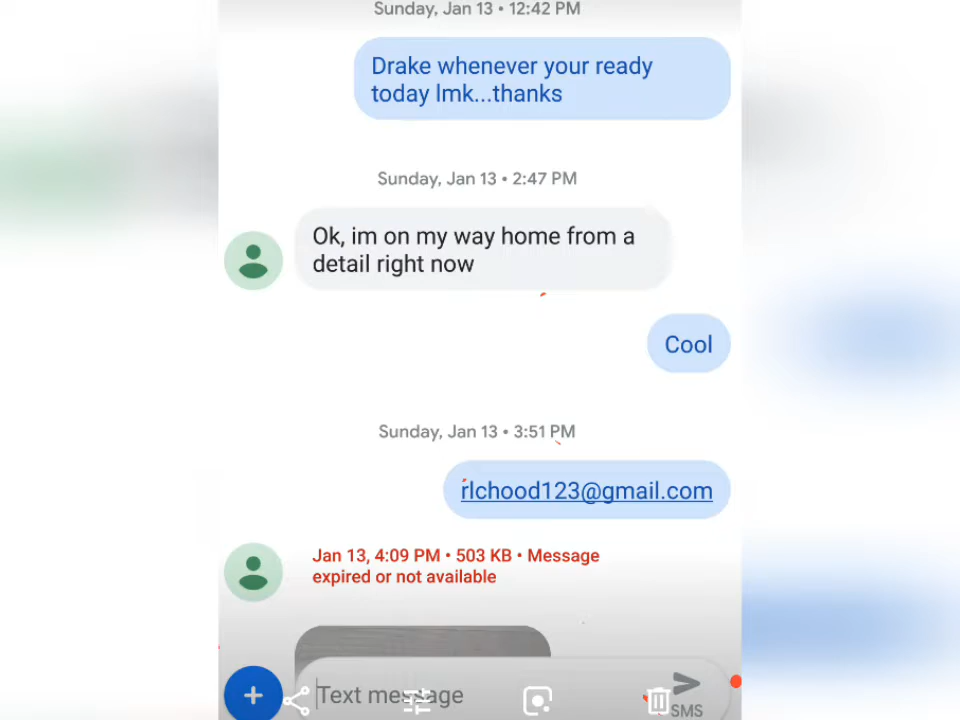 Sunday, Jan 13 • 12:42 PM
Drake whenever your ready
today lmk...thanks
Sunday, Jan 13 • 2:47 PM
Ok, im on my way home from a
detail right now
Cool
Sunday, Jan 13 • 3:51 PM
rlchood123@gmail.com
Jan 13, 4:09 PM • 503 KB • Message
expired or not available
Text message
SMS